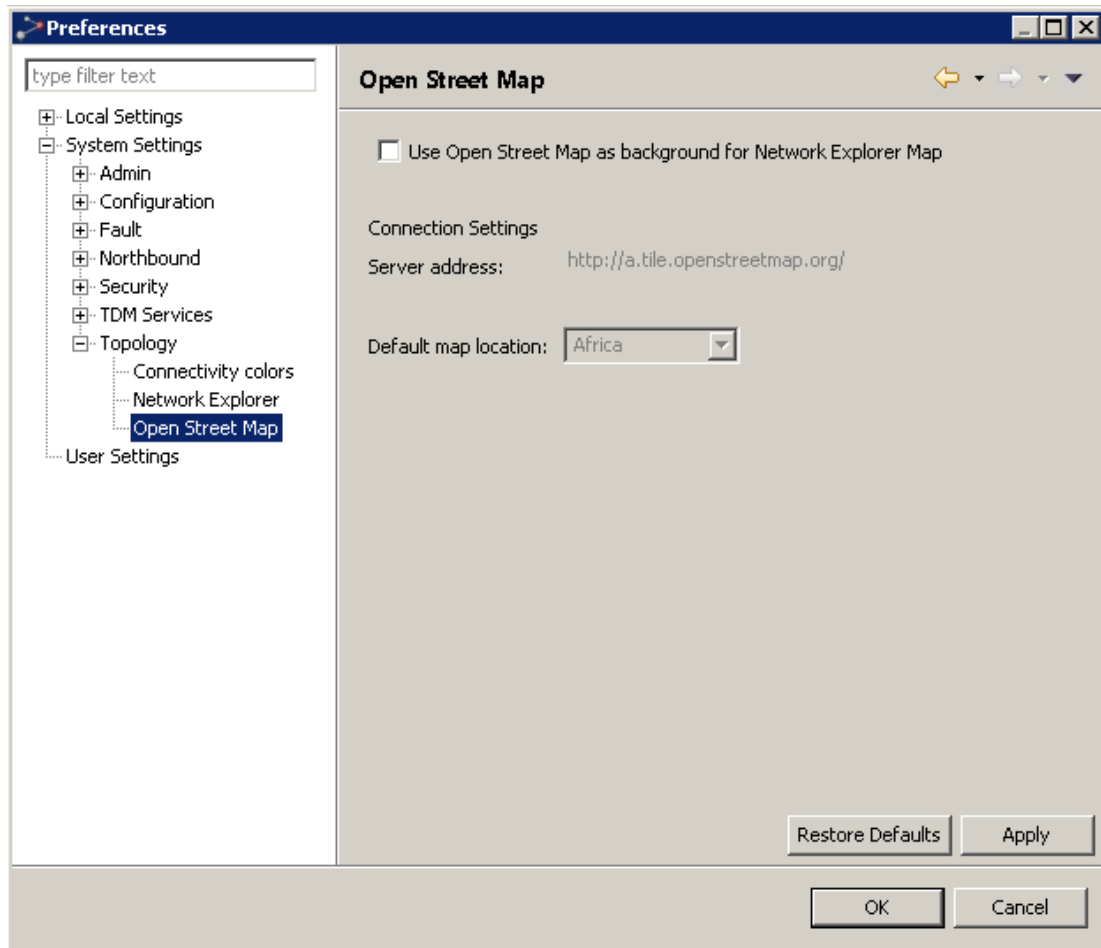 Preferences
type filter text
Local Settings
System Settings
Admin
Configuration
Fault
Northbound
Security
TDM Services
Topology
Connectivity colors
Network Explorer
Open Street Map
User Settings
Open Street Map
Use Open Street Map as background for Network Explorer Map
Connection Settings
Server address: http://a.tile.openstreetmap.org/
Default map location: Africa
Restore Defaults Apply
OK Cancel